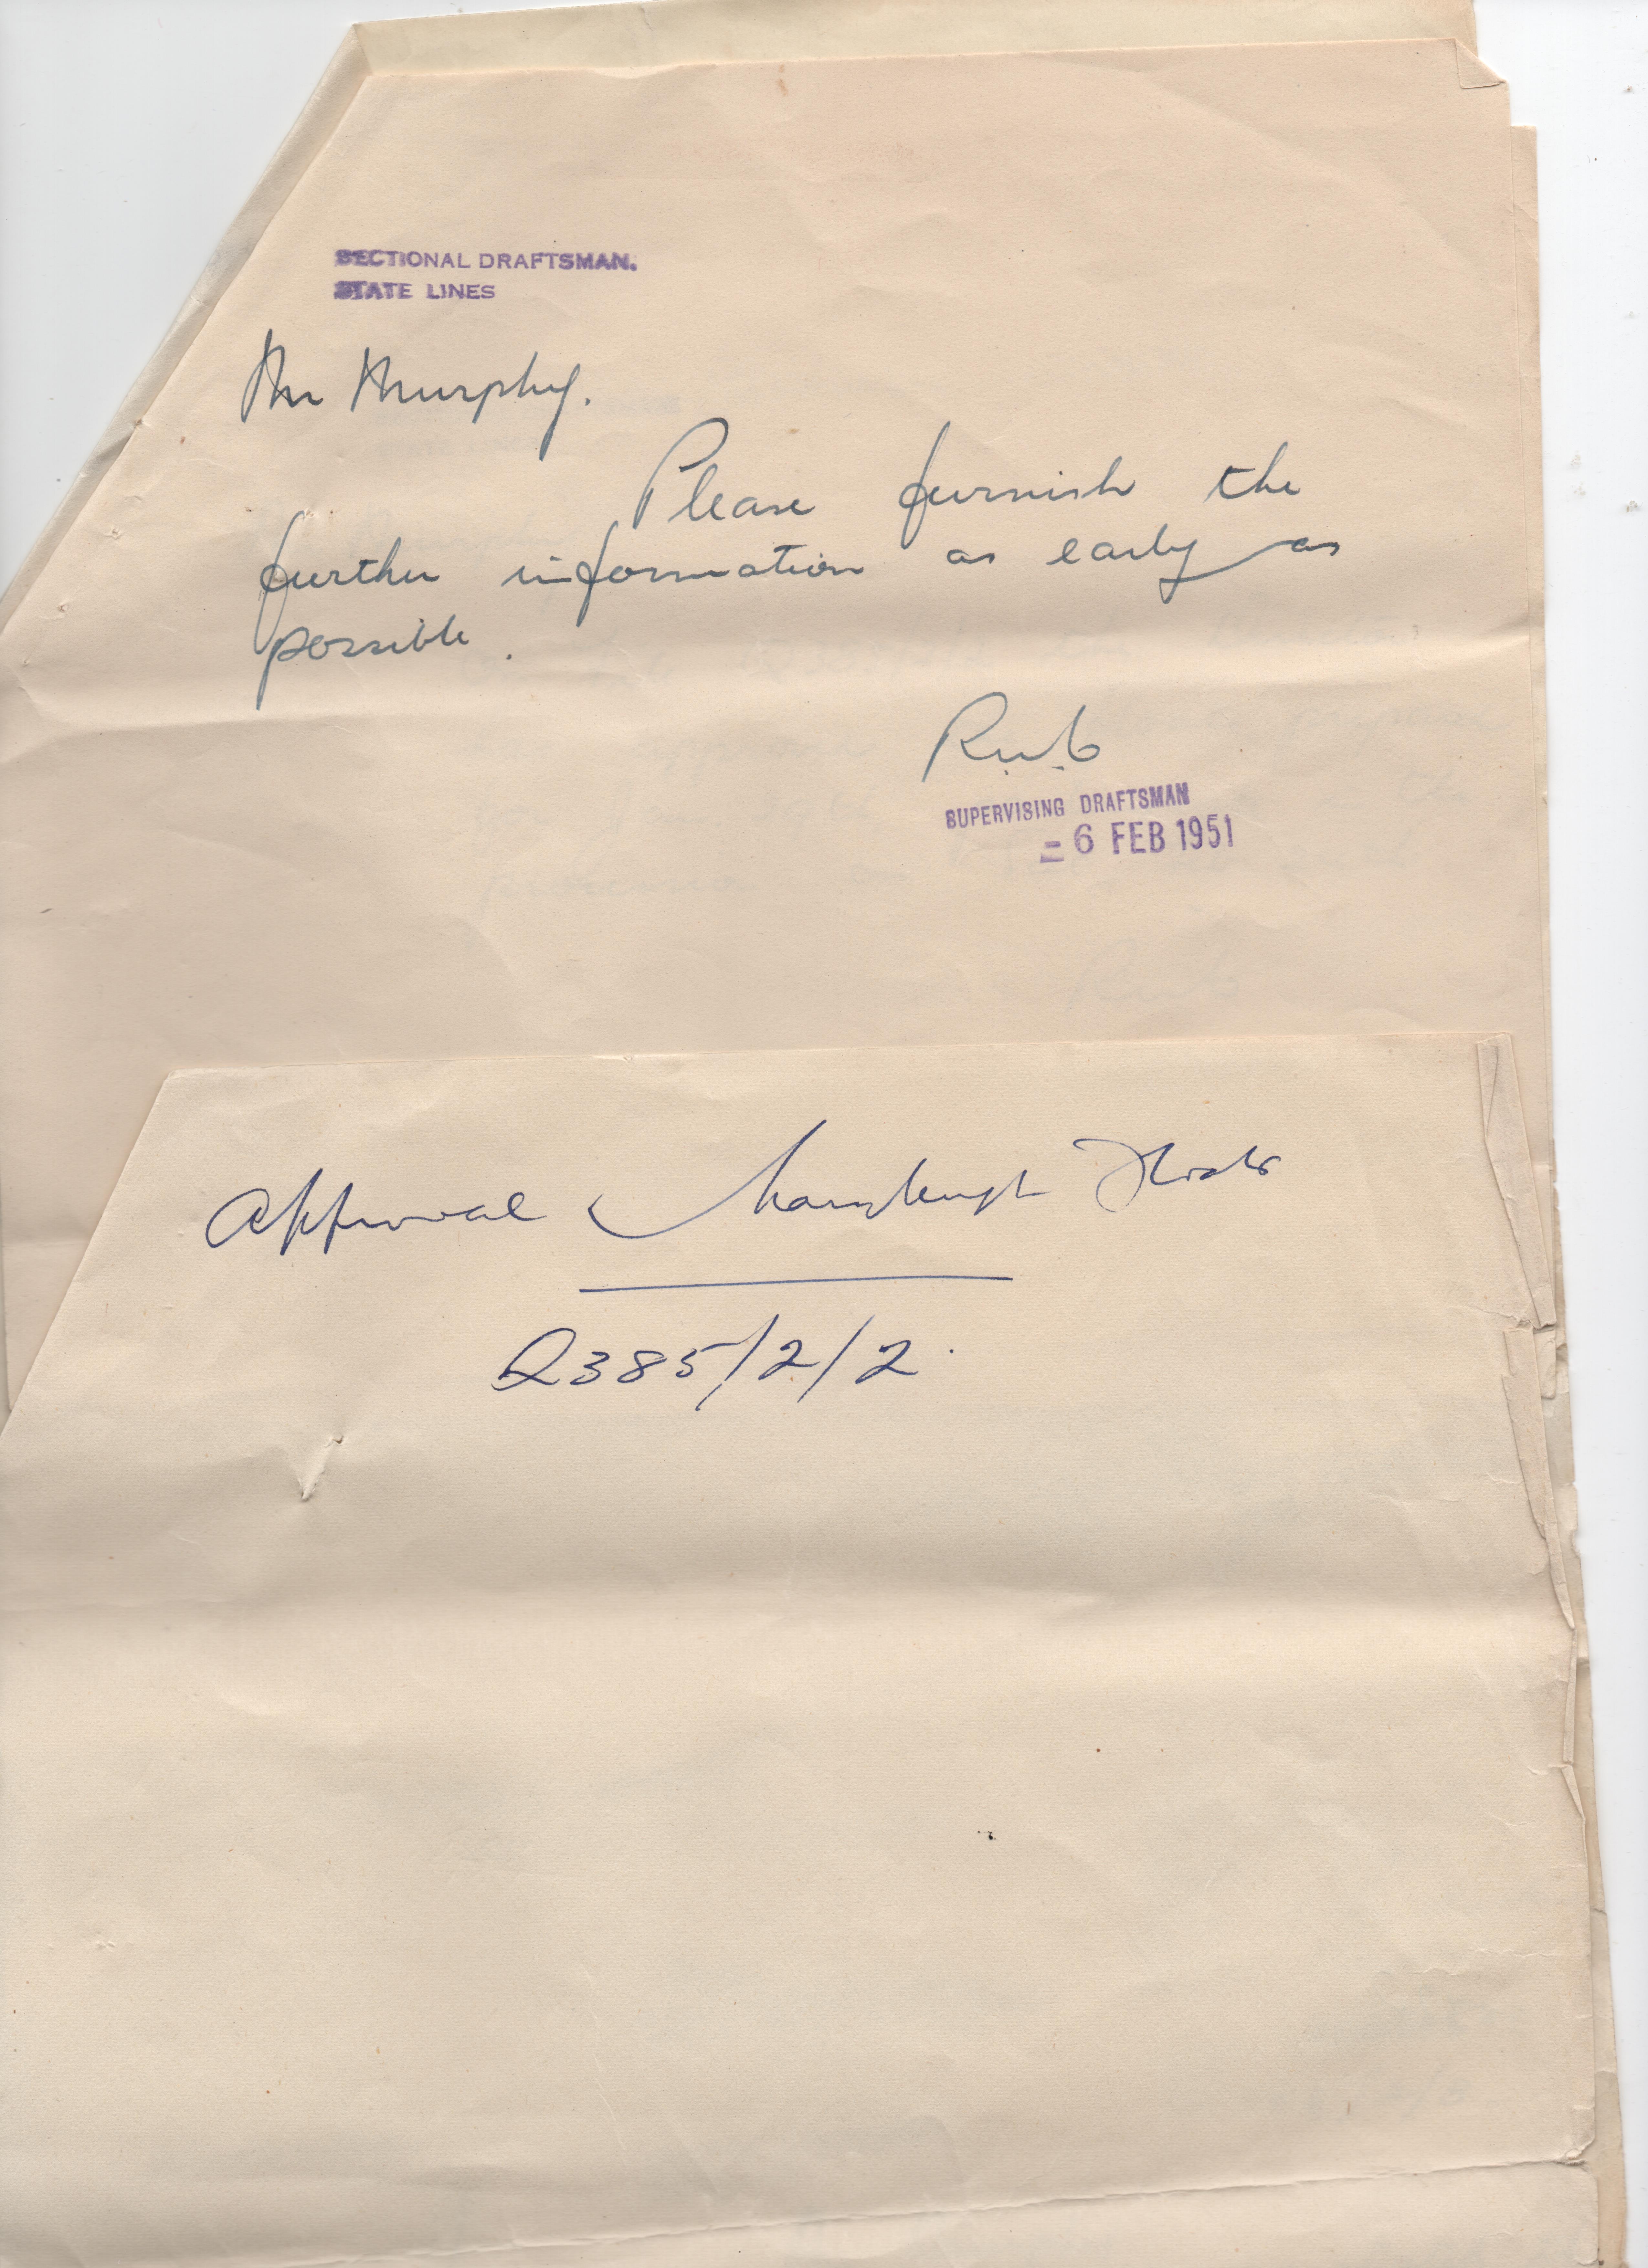 SECTIONAL DRAFTSMAN.
STATE LINES
Mr Murphy.
Please furnish the
further information as early as
possible.
SUPERVISING DRAFTSMAN
- 6 FEB 1951
Approval
Q385/2/2.